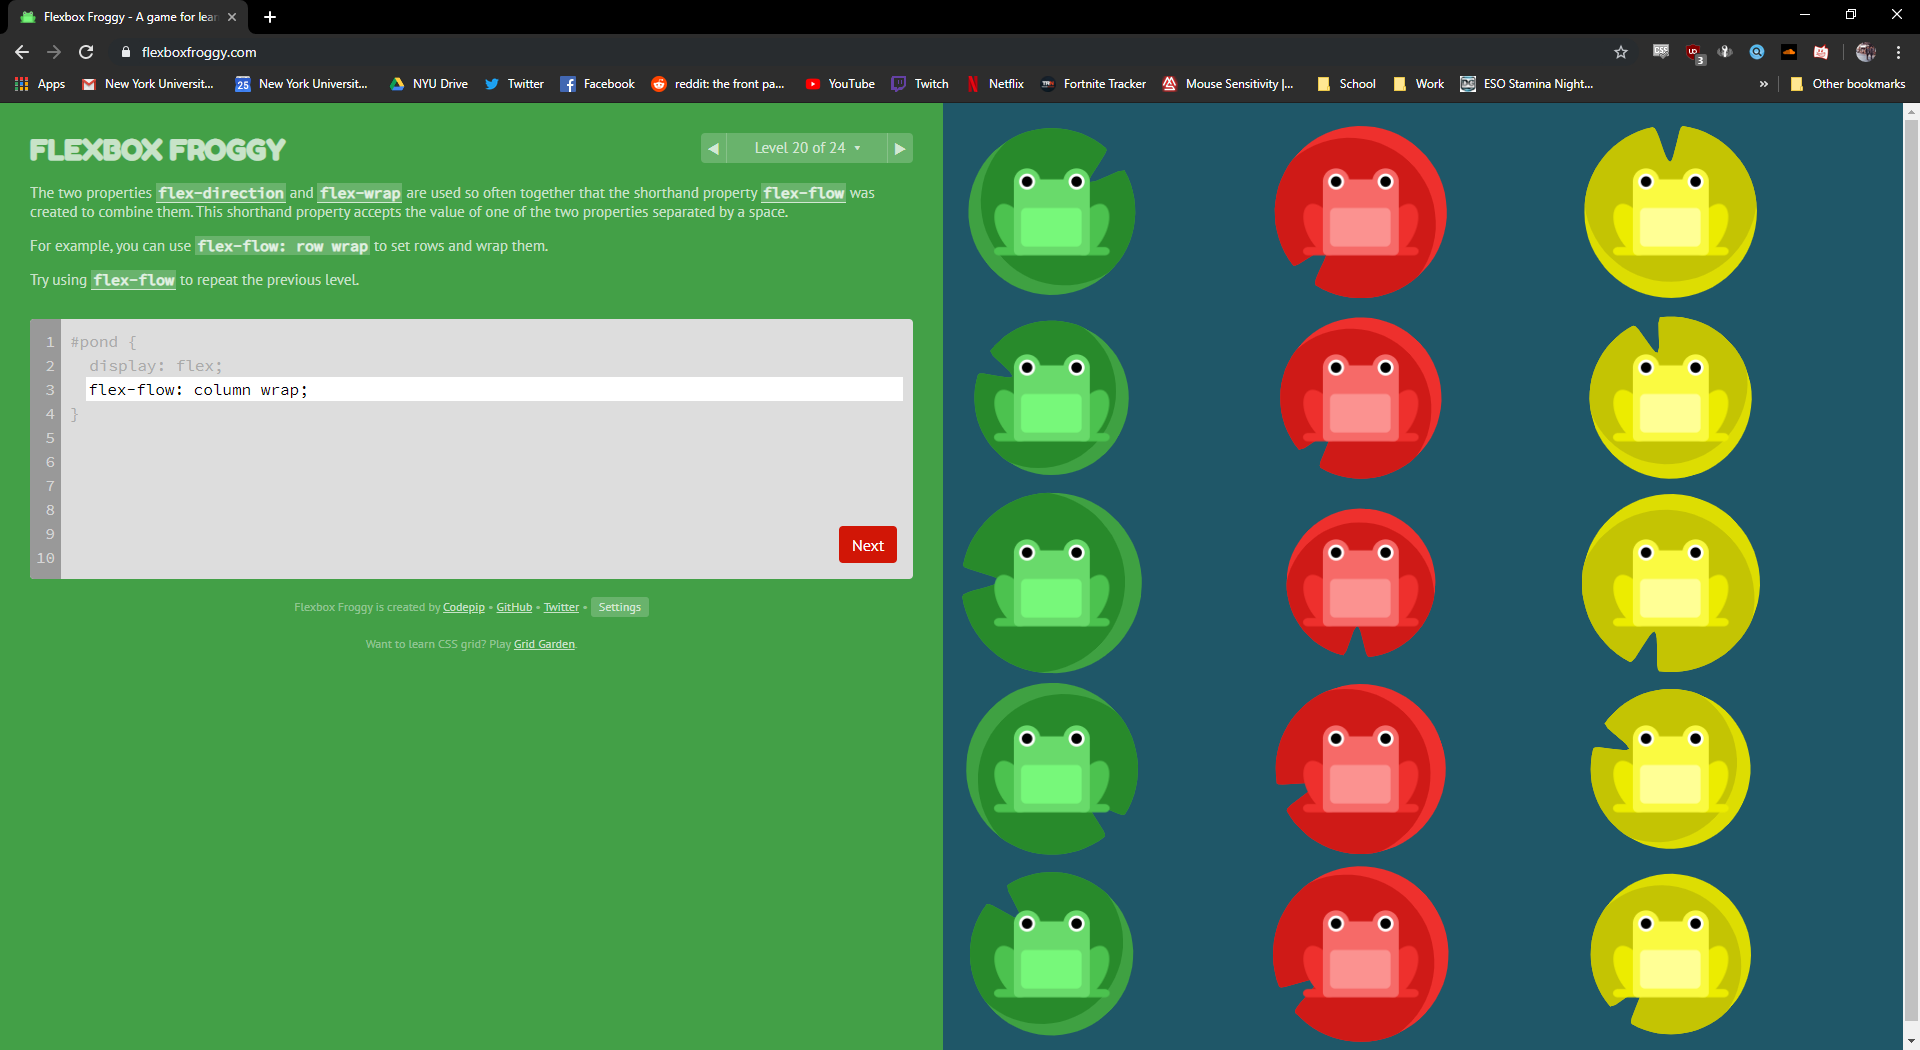 Flexbox Froggy - A game for lear
flexboxfroggy.com
CSS
UD
3
Apps
New York Universit...
25
New York Universit...
NYU Drive
Twitter
Facebook
reddit: the front pa...
YouTube
Twitch
Netflix
Fortnite Tracker
Mouse Sensitivity |...
School
Work
ESO Stamina Night...
»
Other bookmarks
FLEXBOX FROGGY
◀ Level 20 of 24 ▾ ▶
The two properties flex-direction and flex-wrap are used so often together that the shorthand property flex-flow was
created to combine them. This shorthand property accepts the value of one of the two properties separated by a space.
For example, you can use flex-flow: row wrap to set rows and wrap them.
Try using flex-flow to repeat the previous level.
1 #pond {
2 display: flex;
3 flex-flow: column wrap;
4 }
5
6
7
8
9
10
Next
Flexbox Froggy is created by Codepip • GitHub • Twitter • Settings
Want to learn CSS grid? Play Grid Garden.